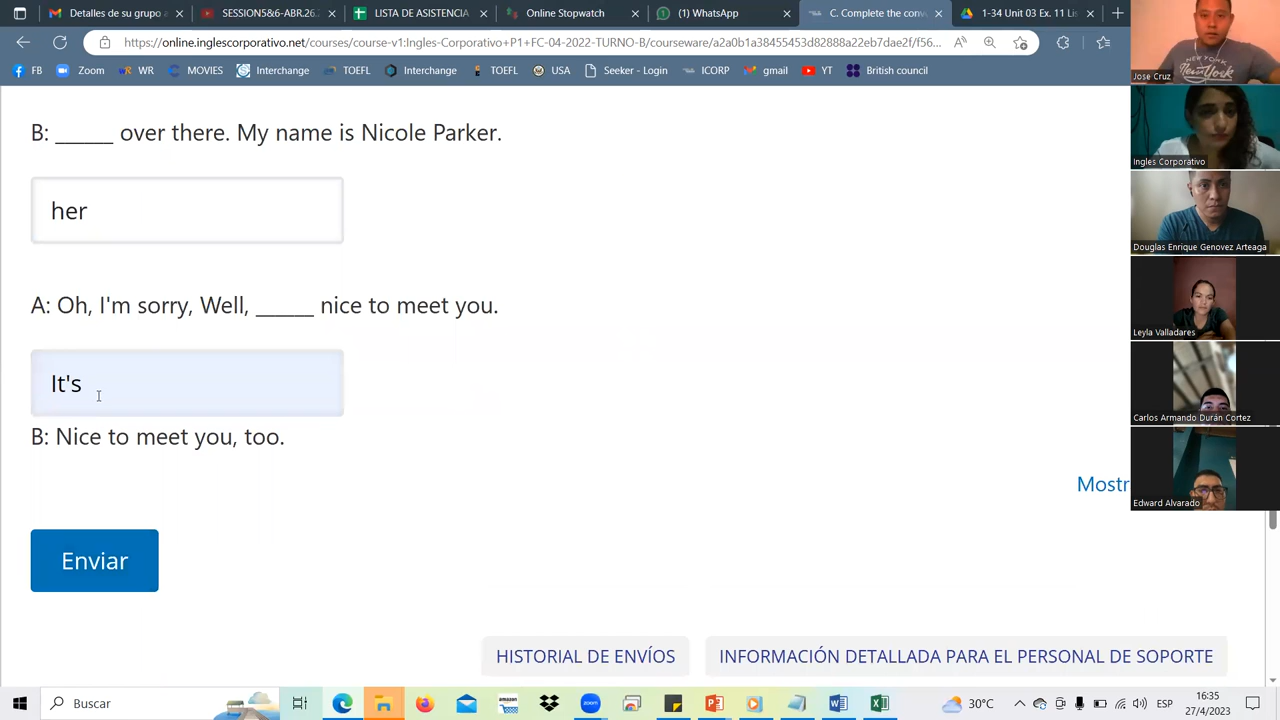 Detalles de su grupo a
SESSION5&6-ABR.26.
LISTA DE ASISTENCIA
Online Stopwatch
(1) WhatsApp
C. Complete the conv
1-34 Unit 03 Ex. 11 Lis
https://online.inglescorporativo.net/courses/course-v1:Ingles-Corporativo+P1+FC-04-2022-TURNO-B/courseware/a2a0b1a38455453d82888a22eb7dae2f/f56...
FB
Zoom
WR
MOVIES
Interchange
TOEFL
Interchange
TOEFL
USA
Seeker - Login
ICORP
gmail
YT
British council
B: ______ over there. My name is Nicole Parker.
her
A: Oh, I'm sorry, Well, ______ nice to meet you.
It's
B: Nice to meet you, too.
Mostr
Enviar
HISTORIAL DE ENVÍOS
INFORMACIÓN DETALLADA PARA EL PERSONAL DE SOPORTE
NEW YORK
New York
Jose Cruz
Ingles Corporativo
Douglas Enrique Genovez Arteaga
Leyla Valladares
Carlos Armando Durán Cortez
Edward Alvarado
Buscar
30°C
ESP
16:35
27/4/2023